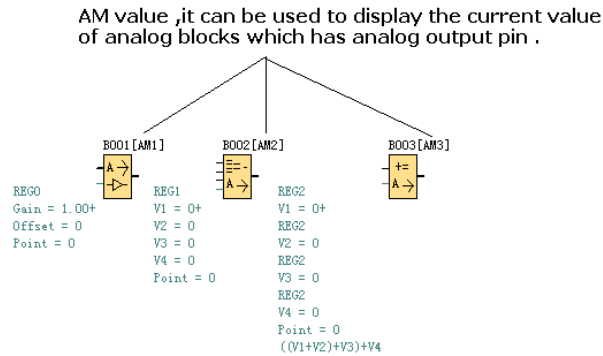 AM value ,it can be used to display the current value
of analog blocks which has analog output pin .
B001[AM1]
A→
REG0
Gain = 1.00+
Offset = 0
Point = 0
B002[AM2]
A→
REG1
V1 = 0+
V2 = 0
V3 = 0
V4 = 0
Point = 0
B003[AM3]
+=
A→
REG2
V1 = 0+
REG2
V2 = 0
REG2
V3 = 0
REG2
V4 = 0
Point = 0
((V1+V2)+V3)+V4